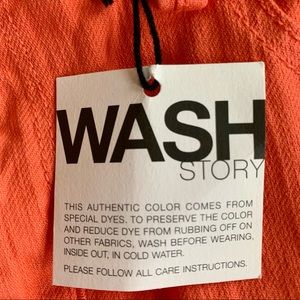 WASH
STORY
THIS AUTHENTIC COLOR COMES FROM
SPECIAL DYES. TO PRESERVE THE COLOR
AND REDUCE DYE FROM RUBBING OFF ON
OTHER FABRICS, WASH BEFORE WEARING,
INSIDE OUT, IN COLD WATER.
PLEASE FOLLOW ALL CARE INSTRUCTIONS.